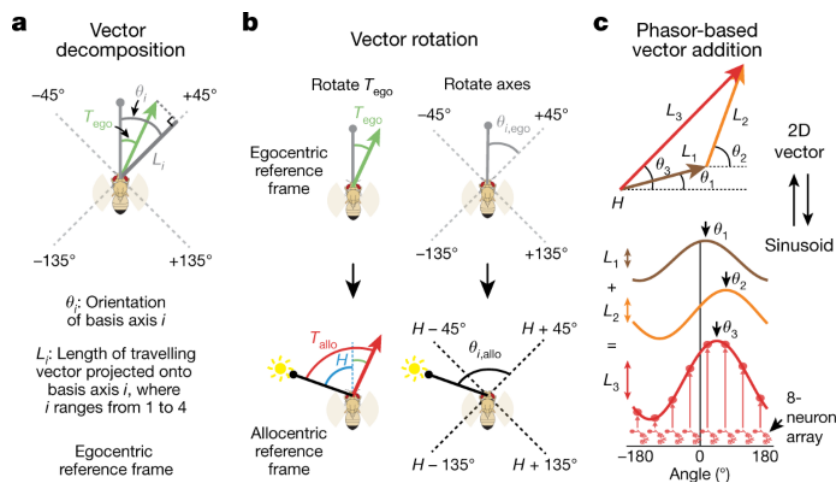 a
Vector
decomposition
θi
−45°
+45°
Tego
Li
−135°
+135°
θi: Orientation
of basis axis i
Li: Length of travelling
vector projected onto
basis axis i, where
i ranges from 1 to 4
Egocentric
reference frame
b
Vector rotation
Rotate Tego
Rotate axes
Tego
−45°
+45°
θi,ego
Egocentric
reference
frame
−135°
+135°
Tallo
H
H − 45°
H + 45°
θi,allo
Allocentric
reference
frame
H − 135°
H + 135°
c
Phasor-based
vector addition
L3
L2
L1
θ3
θ2
θ1
H
2D
vector
Sinusoid
θ1
L1
+
θ2
L2
=
θ3
L3
8-
neuron
array
−180
0
180
Angle (°)